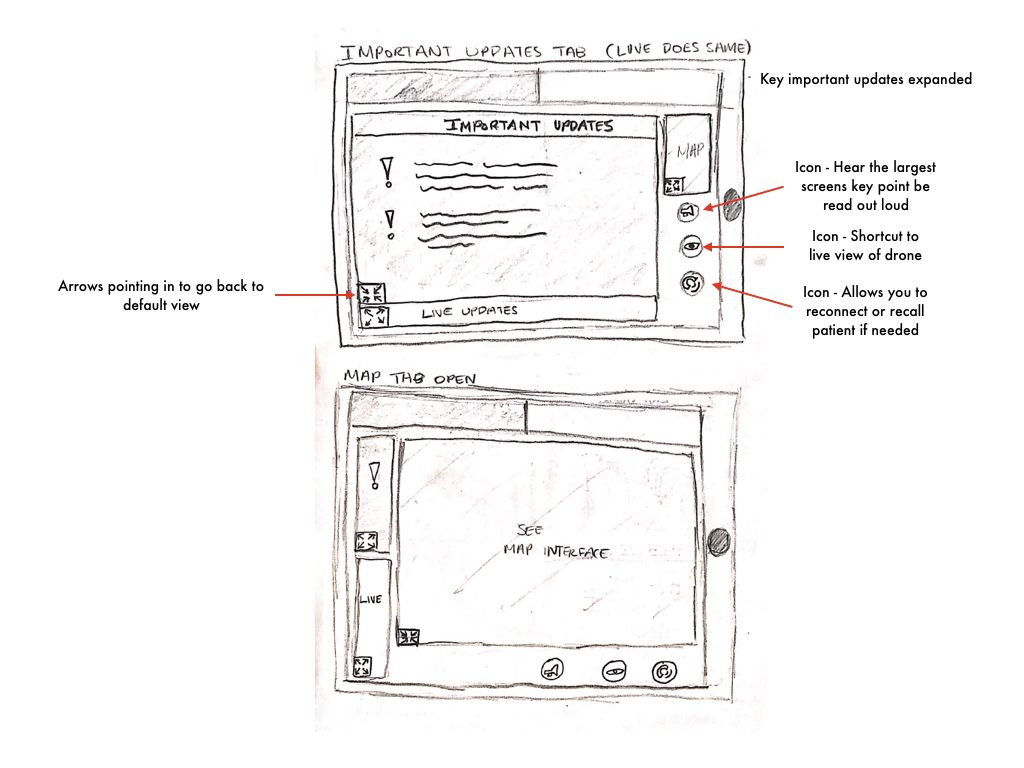 IMPORTANT UPDATES TAB (LIVE DOES SAME)
Key important updates expanded
IMPORTANT UPDATES
MAP
Icon - Hear the largest
screens key point be
read out loud
Icon - Shortcut to
live view of drone
Arrows pointing in to go back to
default view
Icon - Allows you to
reconnect or recall
patient if needed
LIVE UPDATES
MAP TAB OPEN
SEE
MAP INTERFACE
LIVE